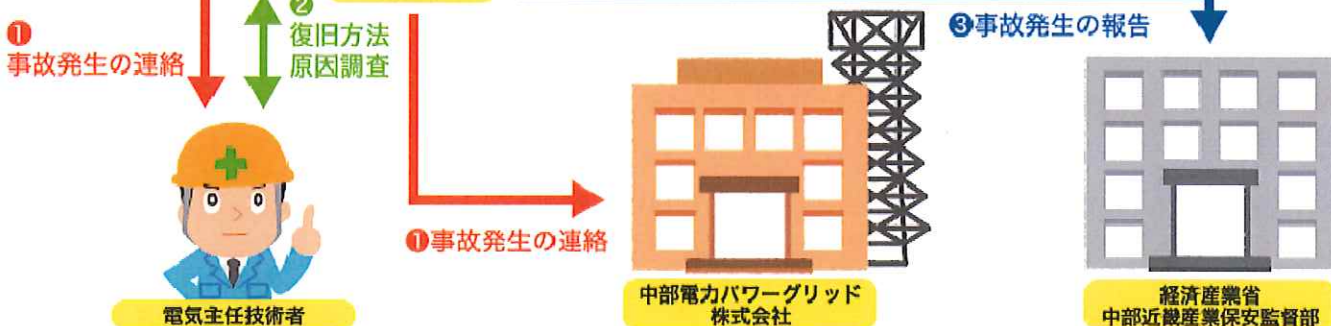 ❶
事故発生の連絡
❷
復旧方法
原因調査
❸事故発生の報告
❶事故発生の連絡
電気主任技術者
中部電力パワーグリッド
株式会社
経済産業省
中部近畿産業保安監督部